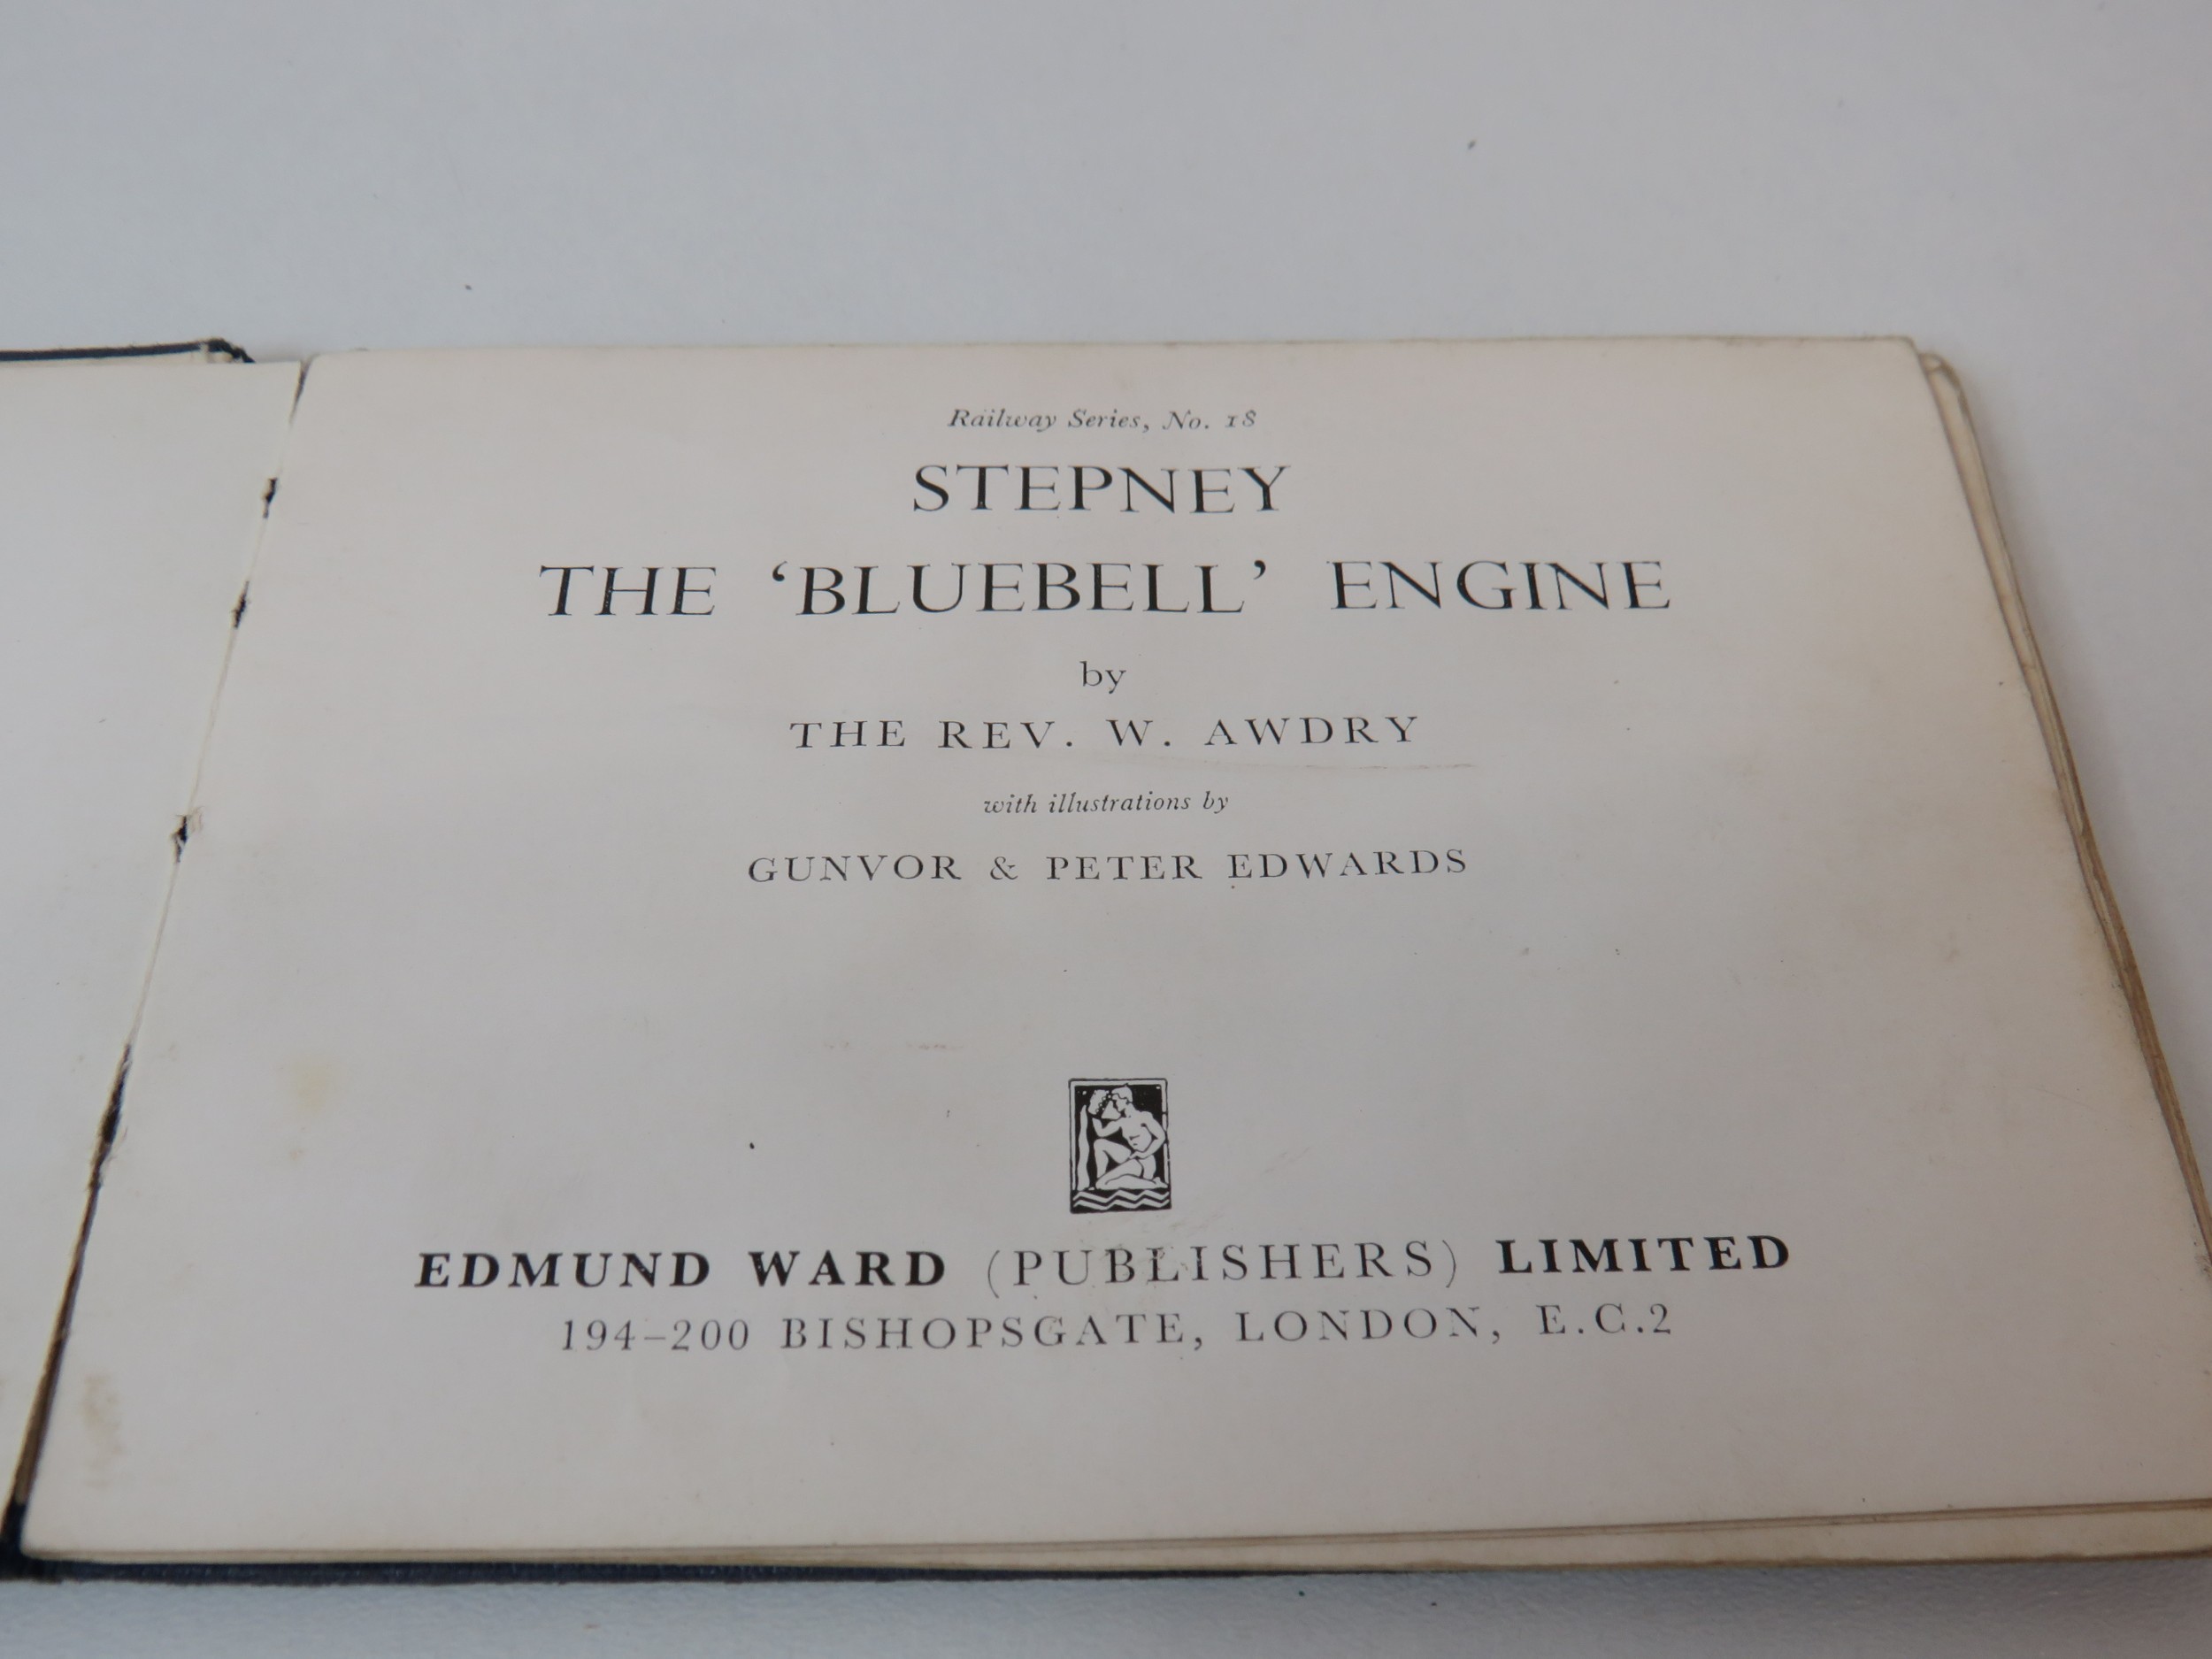 Railway Series, No. 18
STEPNEY
THE ‘BLUEBELL’ ENGINE
by
THE REV. W. AWDRY
with illustrations by
GUNVOR & PETER EDWARDS
EDMUND WARD (PUBLISHERS) LIMITED
194–200 BISHOPSGATE, LONDON, E.C.2